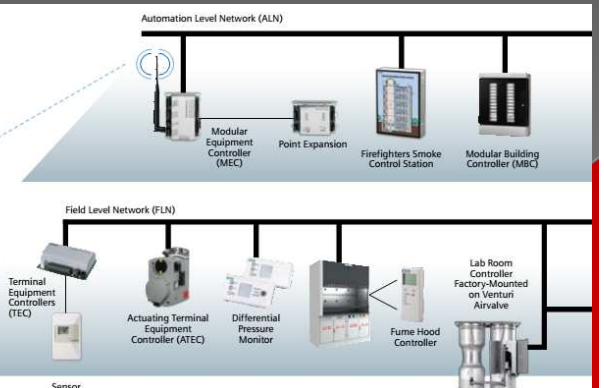 Automation Level Network (ALN)
Modular
Equipment
Controller
(MEC)
Point Expansion
Firefighters Smoke
Control Station
Modular Building
Controller (MBC)
Field Level Network (FLN)
Terminal
Equipment
Controllers
(TEC)
Actuating Terminal
Equipment
Controller (ATEC)
Differential
Pressure
Monitor
Fume Hood
Controller
Lab Room
Controller
Factory-Mounted
on Venturi
Airvalve
Sensor